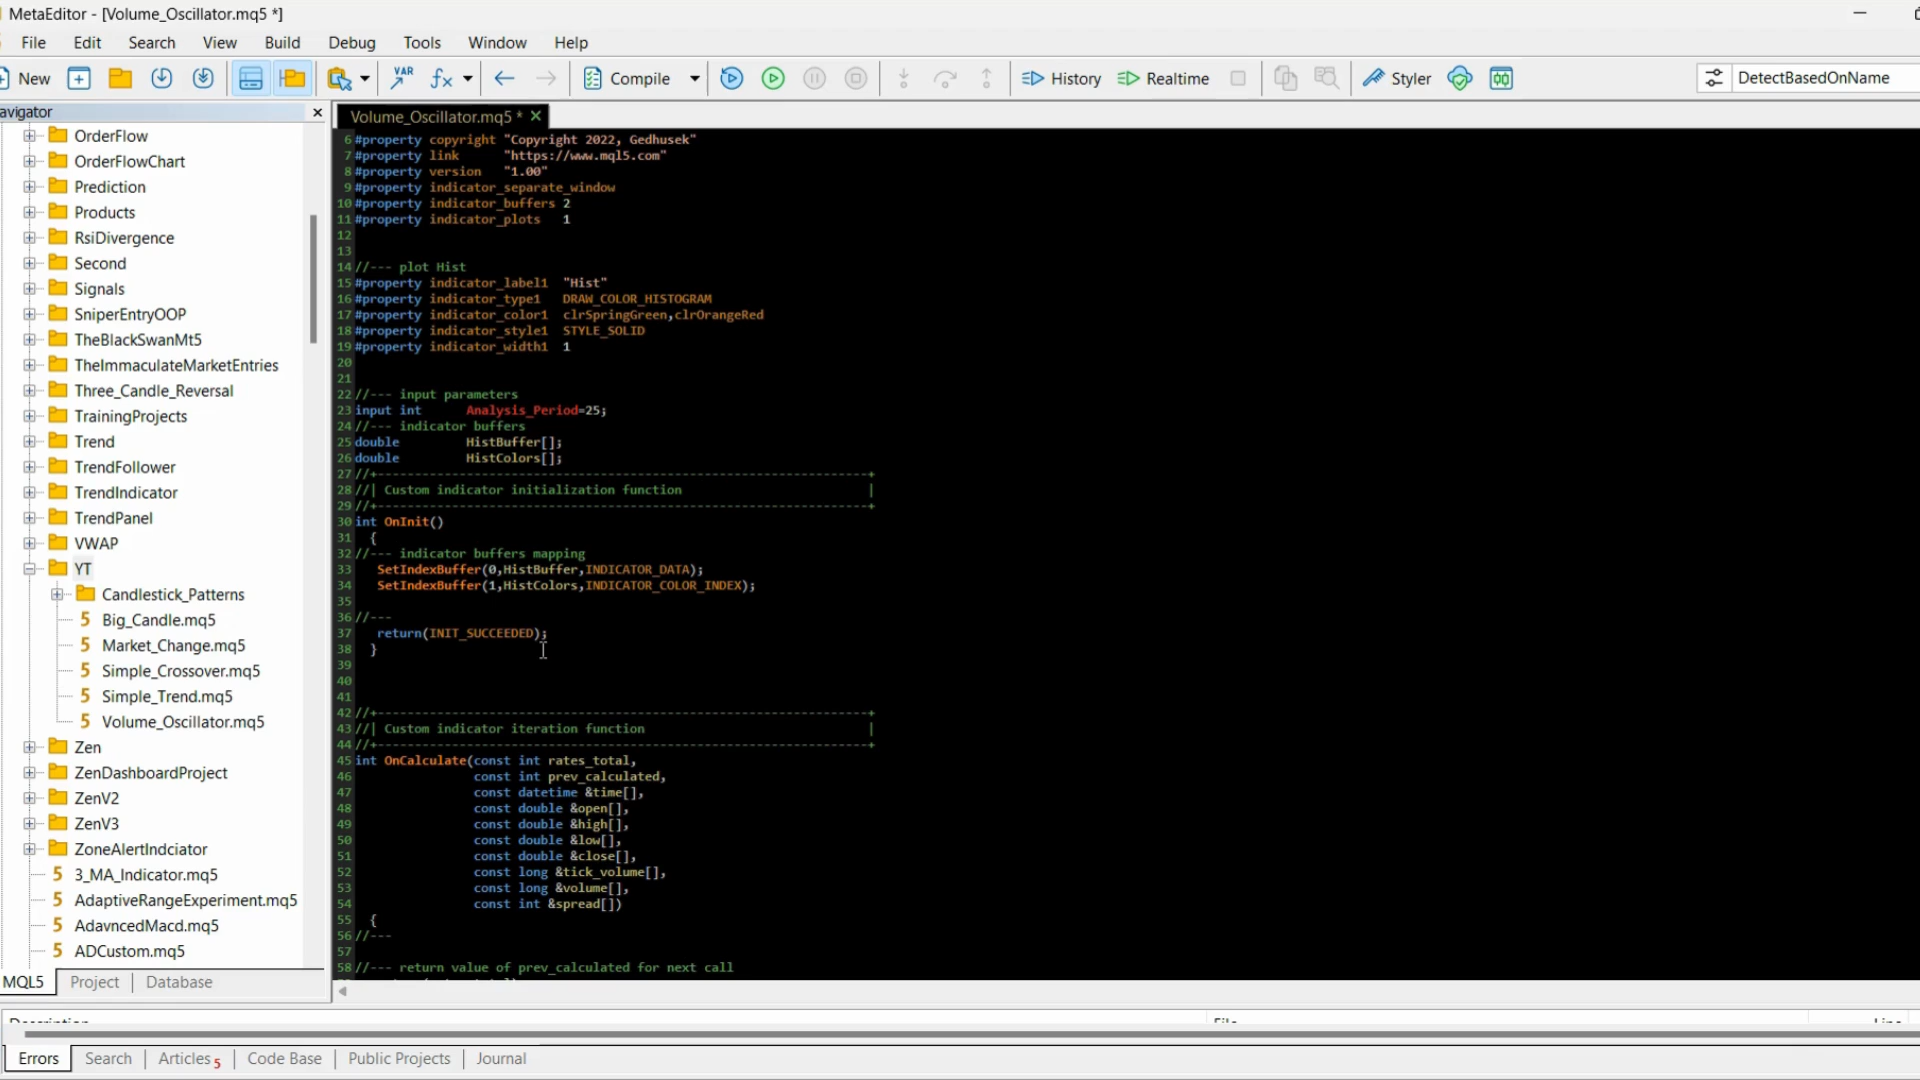 MetaEditor - [Volume_Oscillator.mq5 *]
File Edit Search View Build Debug Tools Window Help
New VAR fx Compile History Realtime Styler DetectBasedOnName
avigator
OrderFlow
OrderFlowChart
Prediction
Products
RsiDivergence
Second
Signals
SniperEntryOOP
TheBlackSwanMt5
TheImmaculateMarketEntries
Three_Candle_Reversal
TrainingProjects
Trend
TrendFollower
TrendIndicator
TrendPanel
VWAP
YT
Candlestick_Patterns
5 Big_Candle.mq5
5 Market_Change.mq5
5 Simple_Crossover.mq5
5 Simple_Trend.mq5
5 Volume_Oscillator.mq5
Zen
ZenDashboardProject
ZenV2
ZenV3
ZoneAlertIndciator
5 3_MA_Indicator.mq5
5 AdaptiveRangeExperiment.mq5
5 AdavncedMacd.mq5
5 ADCustom.mq5
MQL5 Project Database
Volume_Oscillator.mq5 *
6 #property copyright "Copyright 2022, Gedhusek"
7 #property link "https://www.mql5.com"
8 #property version "1.00"
9 #property indicator_separate_window
10 #property indicator_buffers 2
11 #property indicator_plots 1
12
13
14 //--- plot Hist
15 #property indicator_label1 "Hist"
16 #property indicator_type1 DRAW_COLOR_HISTOGRAM
17 #property indicator_color1 clrSpringGreen,clrOrangeRed
18 #property indicator_style1 STYLE_SOLID
19 #property indicator_width1 1
20
21
22 //--- input parameters
23 input int Analysis_Period=25;
24 //--- indicator buffers
25 double HistBuffer[];
26 double HistColors[];
27 //+------------------------------------------------------------------+
28 //| Custom indicator initialization function |
29 //+------------------------------------------------------------------+
30 int OnInit()
31 {
32 //--- indicator buffers mapping
33 SetIndexBuffer(0,HistBuffer,INDICATOR_DATA);
34 SetIndexBuffer(1,HistColors,INDICATOR_COLOR_INDEX);
35
36 //---
37 return(INIT_SUCCEEDED);
38 }
39
40
41
42 //+------------------------------------------------------------------+
43 //| Custom indicator iteration function |
44 //+------------------------------------------------------------------+
45 int OnCalculate(const int rates_total,
46 const int prev_calculated,
47 const datetime &time[],
48 const double &open[],
49 const double &high[],
50 const double &low[],
51 const double &close[],
52 const long &tick_volume[],
53 const long &volume[],
54 const int &spread[])
55 {
56 //---
57
58 //--- return value of prev_calculated for next call
Errors Search Articles 5 Code Base Public Projects Journal